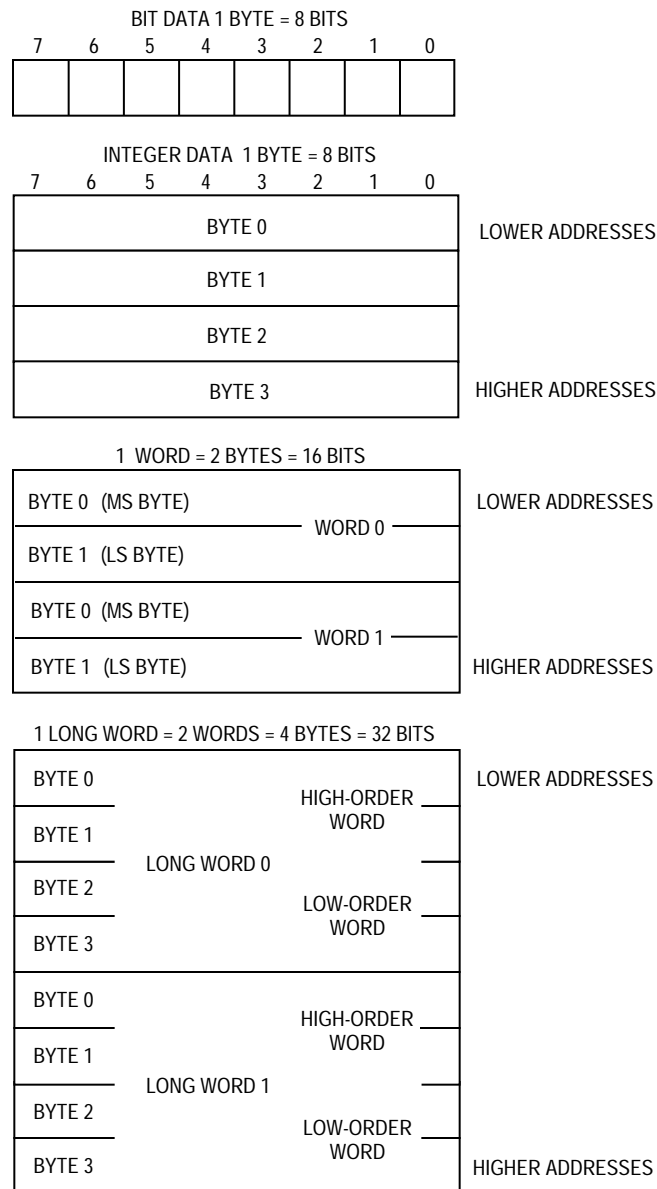 BIT DATA 1 BYTE = 8 BITS
7 6 5 4 3 2 1 0
INTEGER DATA 1 BYTE = 8 BITS
7 6 5 4 3 2 1 0
BYTE 0 LOWER ADDRESSES
BYTE 1
BYTE 2
BYTE 3 HIGHER ADDRESSES
1 WORD = 2 BYTES = 16 BITS
BYTE 0 (MS BYTE) LOWER ADDRESSES
WORD 0
BYTE 1 (LS BYTE)
BYTE 0 (MS BYTE)
WORD 1
BYTE 1 (LS BYTE) HIGHER ADDRESSES
1 LONG WORD = 2 WORDS = 4 BYTES = 32 BITS
BYTE 0 LOWER ADDRESSES
HIGH-ORDER
WORD
BYTE 1
LONG WORD 0
BYTE 2
LOW-ORDER
WORD
BYTE 3
BYTE 0
HIGH-ORDER
WORD
BYTE 1
LONG WORD 1
BYTE 2
LOW-ORDER
WORD
BYTE 3 HIGHER ADDRESSES